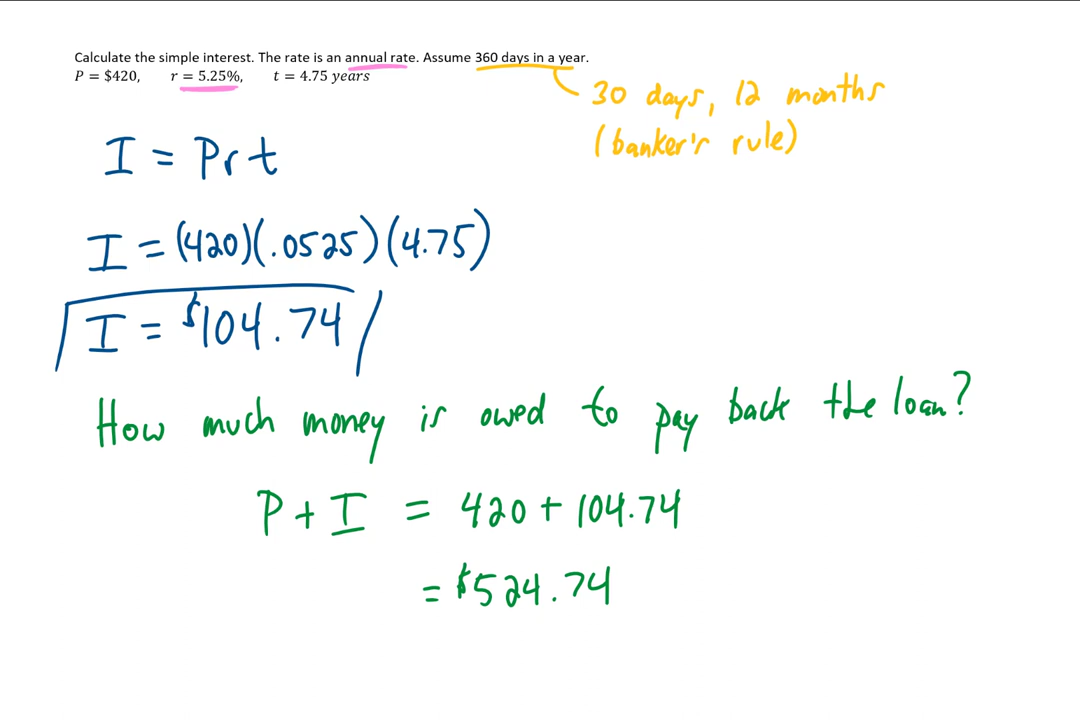 Calculate the simple interest. The rate is an annual rate. Assume 360 days in a year.
P = $420, r = 5.25%, t = 4.75 years
30 days, 12 months
(banker's rule)
I = Prt
I = (420)(.0525)(4.75)
I = $104.74
How much money is owed to pay back the loan?
P + I = 420 + 104.74
= $524.74